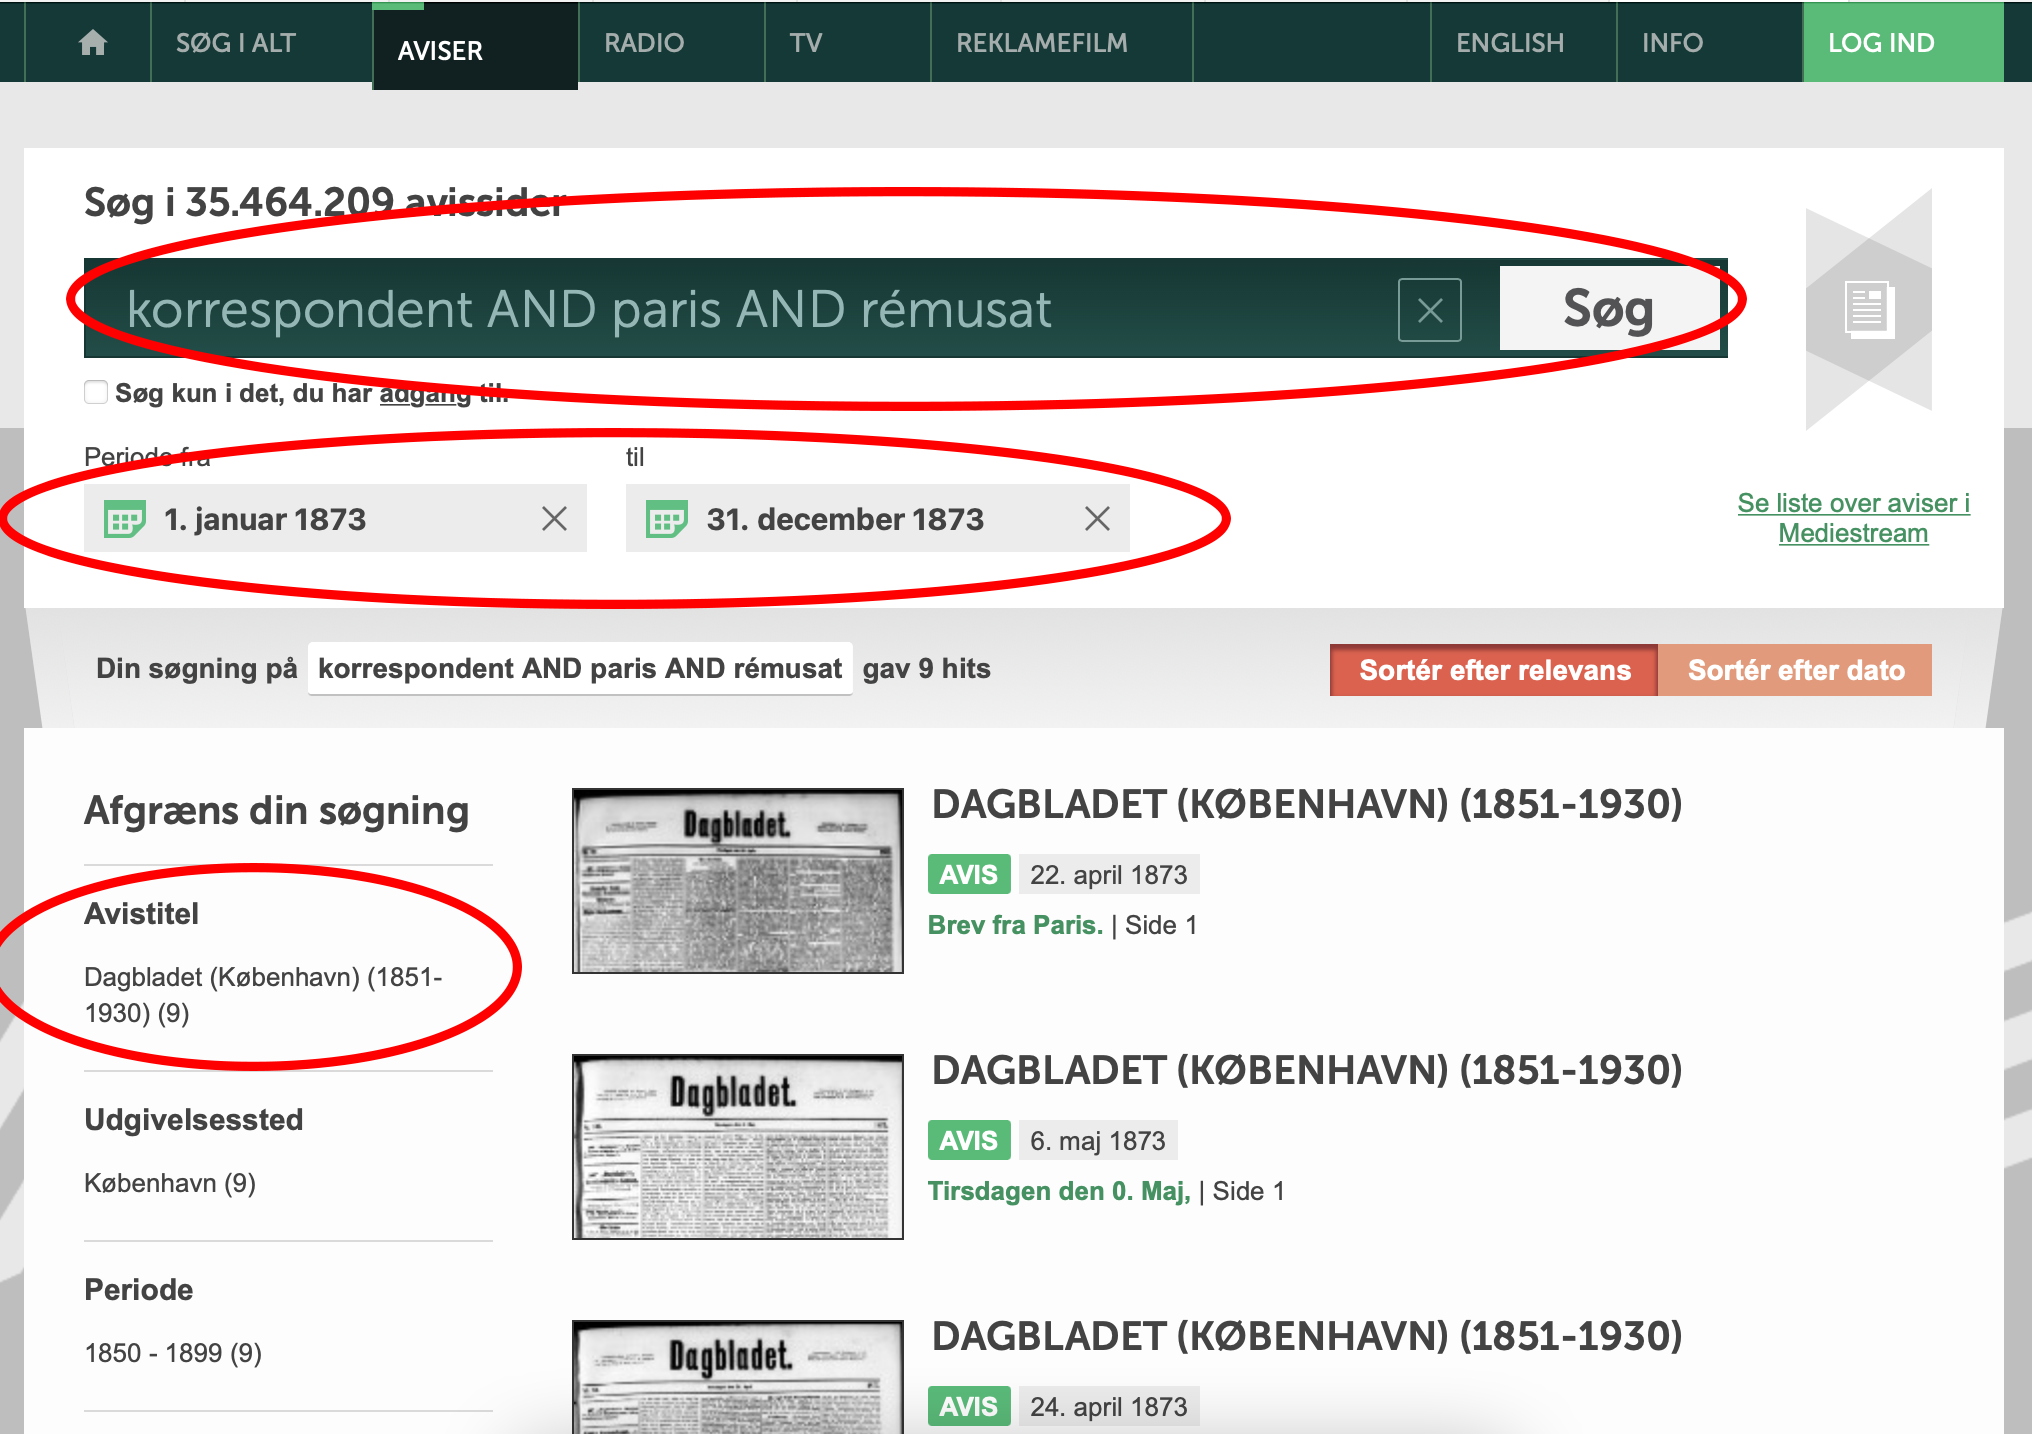 SØG I ALT
AVISER
RADIO
TV
REKLAMEFILM
ENGLISH
INFO
LOG IND
Søg i 35.464.209 avissider
korrespondent AND paris AND rémusat
Søg
Søg kun i det, du har adgang til.
Periode fra
til
1. januar 1873
31. december 1873
Se liste over aviser i
Mediestream
Din søgning på korrespondent AND paris AND rémusat gav 9 hits
Sortér efter relevans
Sortér efter dato
Afgræns din søgning
Avistitel
Dagbladet (København) (1851-
1930) (9)
Udgivelsessted
København (9)
Periode
1850 - 1899 (9)
Dagbladet.
DAGBLADET (KØBENHAVN) (1851-1930)
AVIS 22. april 1873
Brev fra Paris. | Side 1
Dagbladet.
DAGBLADET (KØBENHAVN) (1851-1930)
AVIS 6. maj 1873
Tirsdagen den 0. Maj, | Side 1
Dagbladet.
DAGBLADET (KØBENHAVN) (1851-1930)
AVIS 24. april 1873